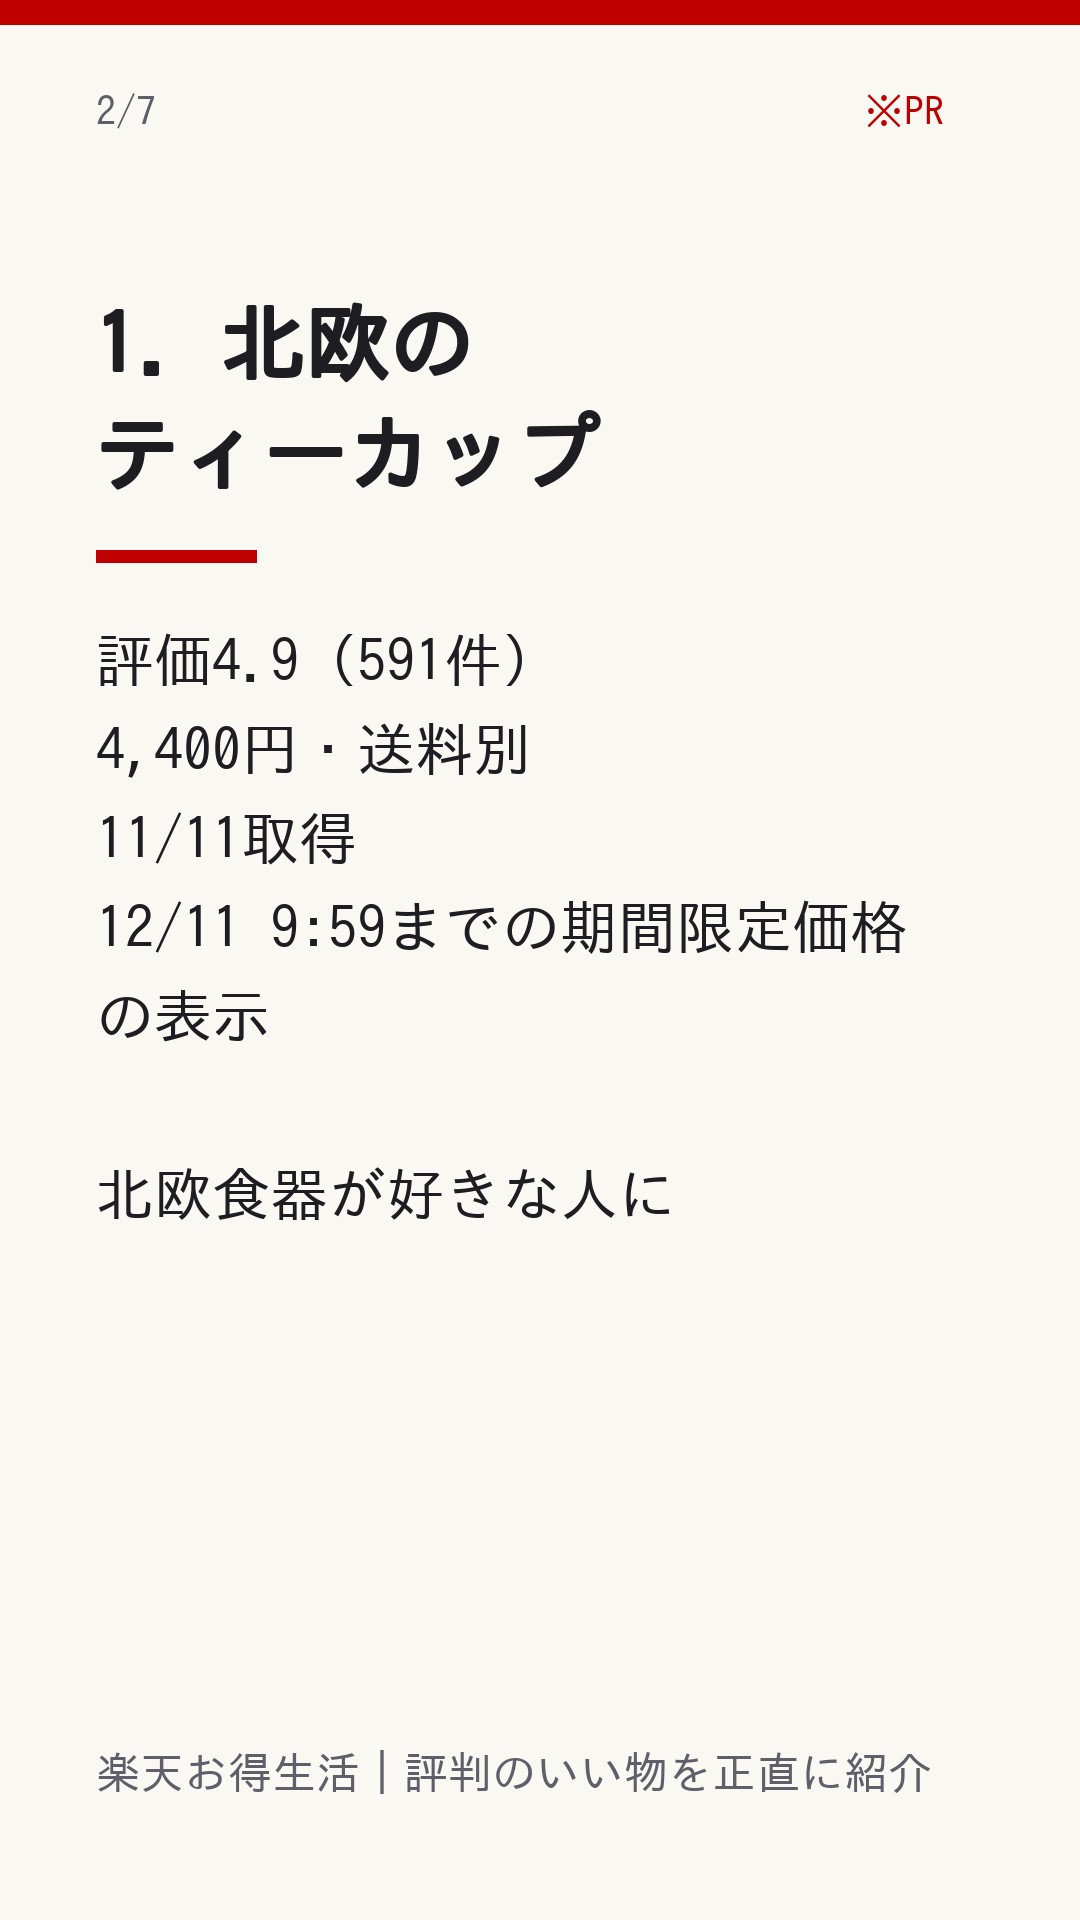 2/7
※PR
1. 北欧の
ティーカップ
評価4.9（591件）
4,400円・送料別
11/11取得
12/11 9:59までの期間限定価格
の表示
北欧食器が好きな人に
楽天お得生活｜評判のいい物を正直に紹介